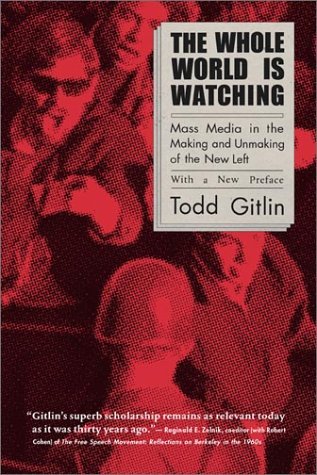 THE WHOLE
WORLD IS
WATCHING
Mass Media in the
Making and Unmaking
of the New Left
With a New Preface
Todd Gitlin
“Gitlin's superb scholarship remains as relevant today
as it was thirty years ago.”— Reginald E. Zelnik, coeditor (with Robert
Cohen) of The Free Speech Movement: Reflections on Berkeley in the 1960s